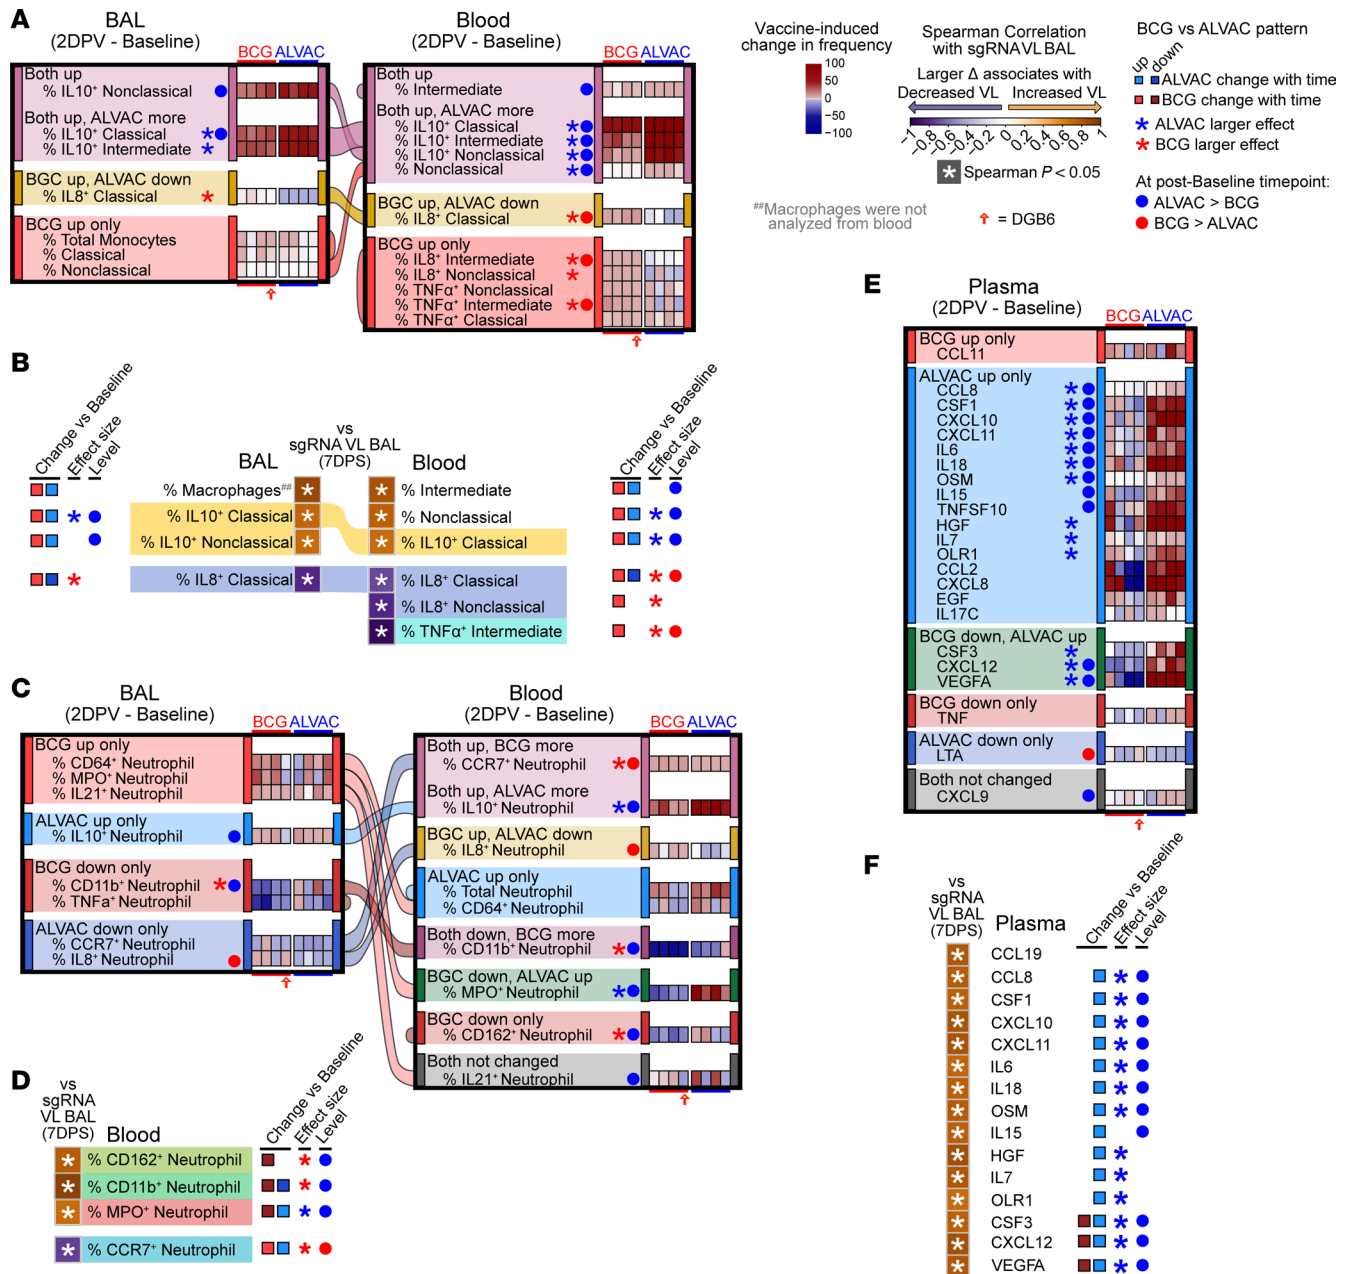 A
BAL
(2DPV - Baseline)
BCG ALVAC
Both up
% IL10+ Nonclassical
Both up, ALVAC more
% IL10+ Classical
% IL10+ Intermediate
BGC up, ALVAC down
% IL8+ Classical
BCG up only
% Total Monocytes
% Classical
% Nonclassical
Blood
(2DPV - Baseline)
BCG ALVAC
Both up
% Intermediate
Both up, ALVAC more
% IL10+ Classical
% IL10+ Intermediate
% IL10+ Nonclassical
% Nonclassical
BGC up, ALVAC down
% IL8+ Classical
BCG up only
% IL8+ Intermediate
% IL8+ Nonclassical
% TNFα+ Nonclassical
% TNFα+ Intermediate
% TNFα+ Classical
Vaccine-induced
change in frequency
100
50
0
−50
−100
Spearman Correlation
with sgRNA VL BAL
Larger Δ associates with
Decreased VL Increased VL
−1 −0.8 −0.6 −0.4 −0.2 0 0.2 0.4 0.6 0.8 1
* Spearman P < 0.05
##Macrophages were not
analyzed from blood
= DGB6
BCG vs ALVAC pattern
up down
ALVAC change with time
BCG change with time
* ALVAC larger effect
* BCG larger effect
At post-Baseline timepoint:
ALVAC > BCG
BCG > ALVAC
B
Change vs Baseline
Effect size
Level
BAL
vs
sgRNA VL BAL
(7DPS)
Blood
Change vs Baseline
Effect size
Level
% Macrophages## * * % Intermediate
% IL10+ Classical * * % Nonclassical
% IL10+ Nonclassical * * % IL10+ Classical
% IL8+ Classical * * % IL8+ Classical
* % IL8+ Nonclassical
* % TNFα+ Intermediate
C
BAL
(2DPV - Baseline)
BCG ALVAC
BCG up only
% CD64+ Neutrophil
% MPO+ Neutrophil
% IL21+ Neutrophil
ALVAC up only
% IL10+ Neutrophil
BCG down only
% CD11b+ Neutrophil
% TNFa+ Neutrophil
ALVAC down only
% CCR7+ Neutrophil
% IL8+ Neutrophil
Blood
(2DPV - Baseline)
BCG ALVAC
Both up, BCG more
% CCR7+ Neutrophil
Both up, ALVAC more
% IL10+ Neutrophil
BGC up, ALVAC down
% IL8+ Neutrophil
ALVAC up only
% Total Neutrophil
% CD64+ Neutrophil
Both down, BCG more
% CD11b+ Neutrophil
BGC down, ALVAC up
% MPO+ Neutrophil
BGC down only
% CD162+ Neutrophil
Both not changed
% IL21+ Neutrophil
D
vs
sgRNA
VL BAL
(7DPS)
Blood
Change vs Baseline
Effect size
Level
* % CD162+ Neutrophil
* % CD11b+ Neutrophil
* % MPO+ Neutrophil
* % CCR7+ Neutrophil
E
Plasma
(2DPV - Baseline)
BCG ALVAC
BCG up only
CCL11
ALVAC up only
CCL8
CSF1
CXCL10
CXCL11
IL6
IL18
OSM
IL15
TNFSF10
HGF
IL7
OLR1
CCL2
CXCL8
EGF
IL17C
BCG down, ALVAC up
CSF3
CXCL12
VEGFA
BCG down only
TNF
ALVAC down only
LTA
Both not changed
CXCL9
F
vs
sgRNA
VL BAL
(7DPS)
Plasma
Change vs Baseline
Effect size
Level
* CCL19
* CCL8
* CSF1
* CXCL10
* CXCL11
* IL6
* IL18
* OSM
* IL15
* HGF
* IL7
* OLR1
* CSF3
* CXCL12
* VEGFA